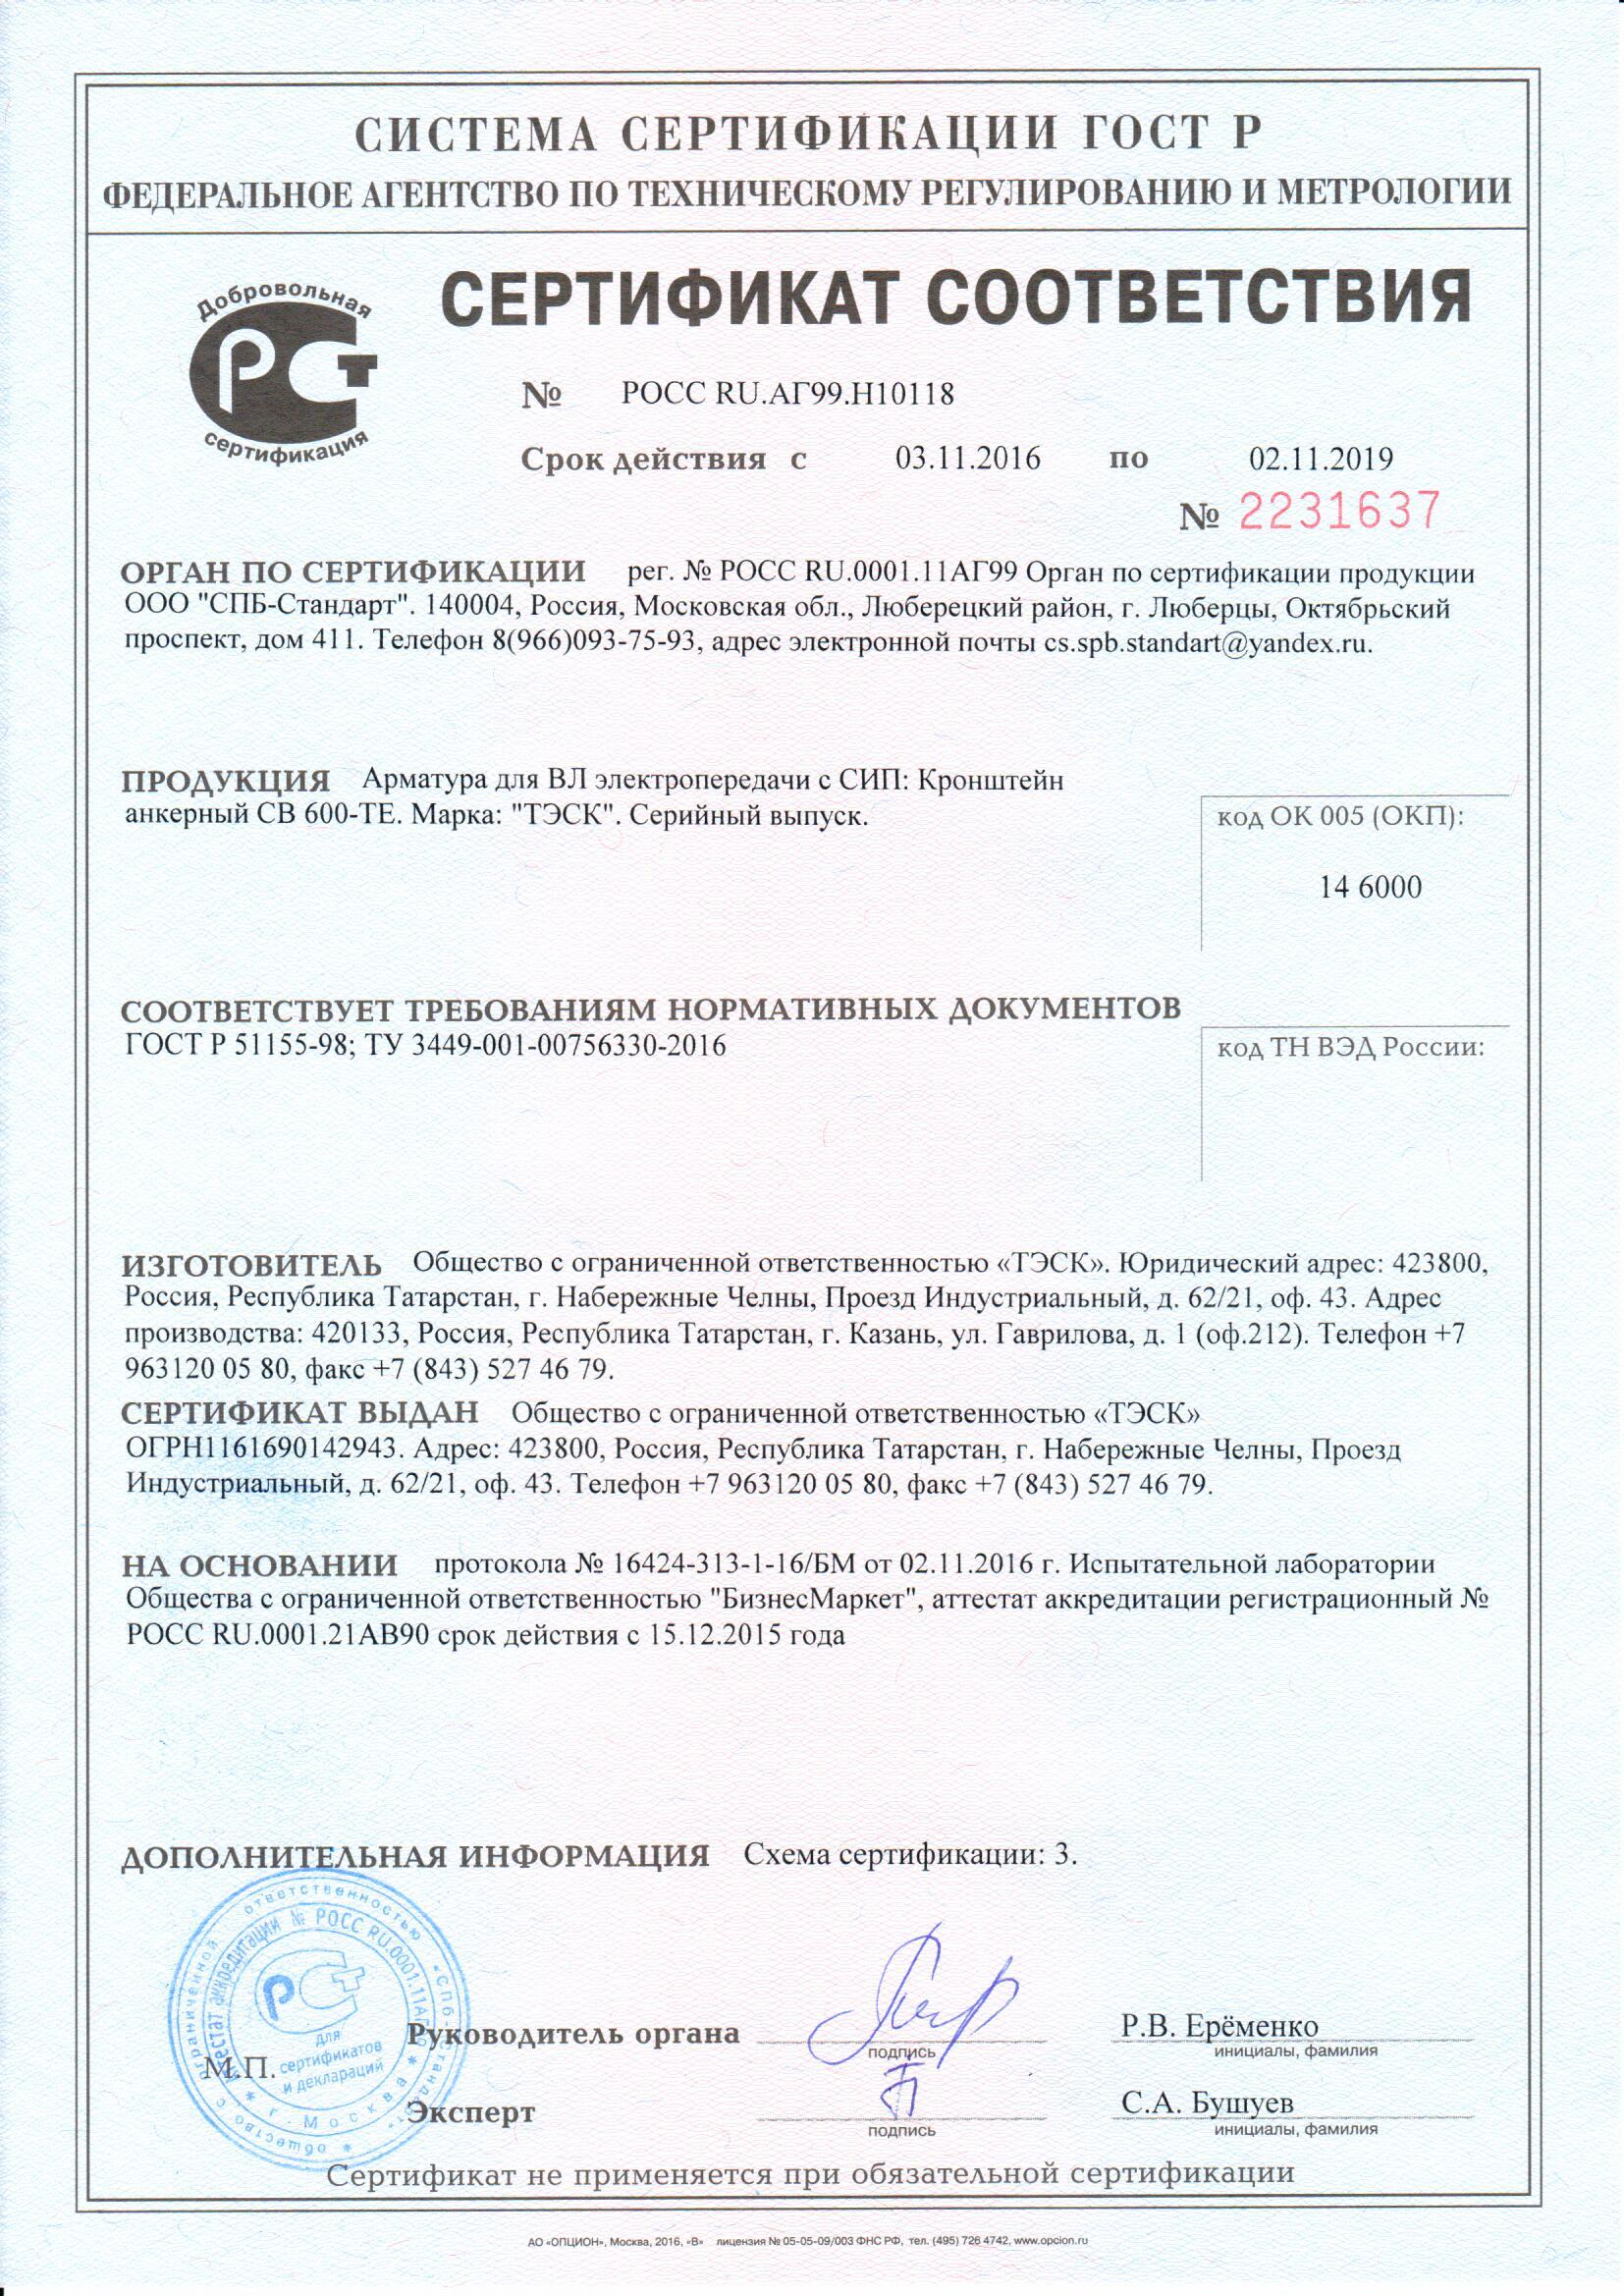 СИСТЕМА СЕРТИФИКАЦИИ ГОСТ Р
ФЕДЕРАЛЬНОЕ АГЕНТСТВО ПО ТЕХНИЧЕСКОМУ РЕГУЛИРОВАНИЮ И МЕТРОЛОГИИ
Добровольная
РСТ
сертификация
СЕРТИФИКАТ СООТВЕТСТВИЯ
№ РОСС RU.АГ99.Н10118
Срок действия с 03.11.2016 по 02.11.2019
№ 2231637
ОРГАН ПО СЕРТИФИКАЦИИ рег. № РОСС RU.0001.11АГ99 Орган по сертификации продукции
ООО "СПБ-Стандарт". 140004, Россия, Московская обл., Люберецкий район, г. Люберцы, Октябрьский
проспект, дом 411. Телефон 8(966)093-75-93, адрес электронной почты cs.spb.standart@yandex.ru.
ПРОДУКЦИЯ Арматура для ВЛ электропередачи с СИП: Кронштейн
анкерный СВ 600-ТЕ. Марка: "ТЭСК". Серийный выпуск.
код ОК 005 (ОКП):
14 6000
СООТВЕТСТВУЕТ ТРЕБОВАНИЯМ НОРМАТИВНЫХ ДОКУМЕНТОВ
ГОСТ Р 51155-98; ТУ 3449-001-00756330-2016
код ТН ВЭД России:
ИЗГОТОВИТЕЛЬ Общество с ограниченной ответственностью «ТЭСК». Юридический адрес: 423800,
Россия, Республика Татарстан, г. Набережные Челны, Проезд Индустриальный, д. 62/21, оф. 43. Адрес
производства: 420133, Россия, Республика Татарстан, г. Казань, ул. Гаврилова, д. 1 (оф.212). Телефон +7
963120 05 80, факс +7 (843) 527 46 79.
СЕРТИФИКАТ ВЫДАН Общество с ограниченной ответственностью «ТЭСК»
ОГРН1161690142943. Адрес: 423800, Россия, Республика Татарстан, г. Набережные Челны, Проезд
Индустриальный, д. 62/21, оф. 43. Телефон +7 963120 05 80, факс +7 (843) 527 46 79.
НА ОСНОВАНИИ протокола № 16424-313-1-16/БМ от 02.11.2016 г. Испытательной лаборатории
Общества с ограниченной ответственностью "БизнесМаркет", аттестат аккредитации регистрационный №
РОСС RU.0001.21АВ90 срок действия с 15.12.2015 года
ДОПОЛНИТЕЛЬНАЯ ИНФОРМАЦИЯ Схема сертификации: 3.
общество с ограниченной ответственностью «СПБ-Стандарт»
Аттестат аккредитации № РОСС RU.0001.11АГ99
РСТ
для
сертификатов
и деклараций
г. Москва
М.П.
Руководитель органа
подпись
Р.В. Ерёменко
инициалы, фамилия
Эксперт
подпись
С.А. Бушуев
инициалы, фамилия
Сертификат не применяется при обязательной сертификации
АО «ОПЦИОН», Москва, 2016, «В» лицензия № 05-05-09/003 ФНС РФ, тел. (495) 726 4742, www.opcion.ru